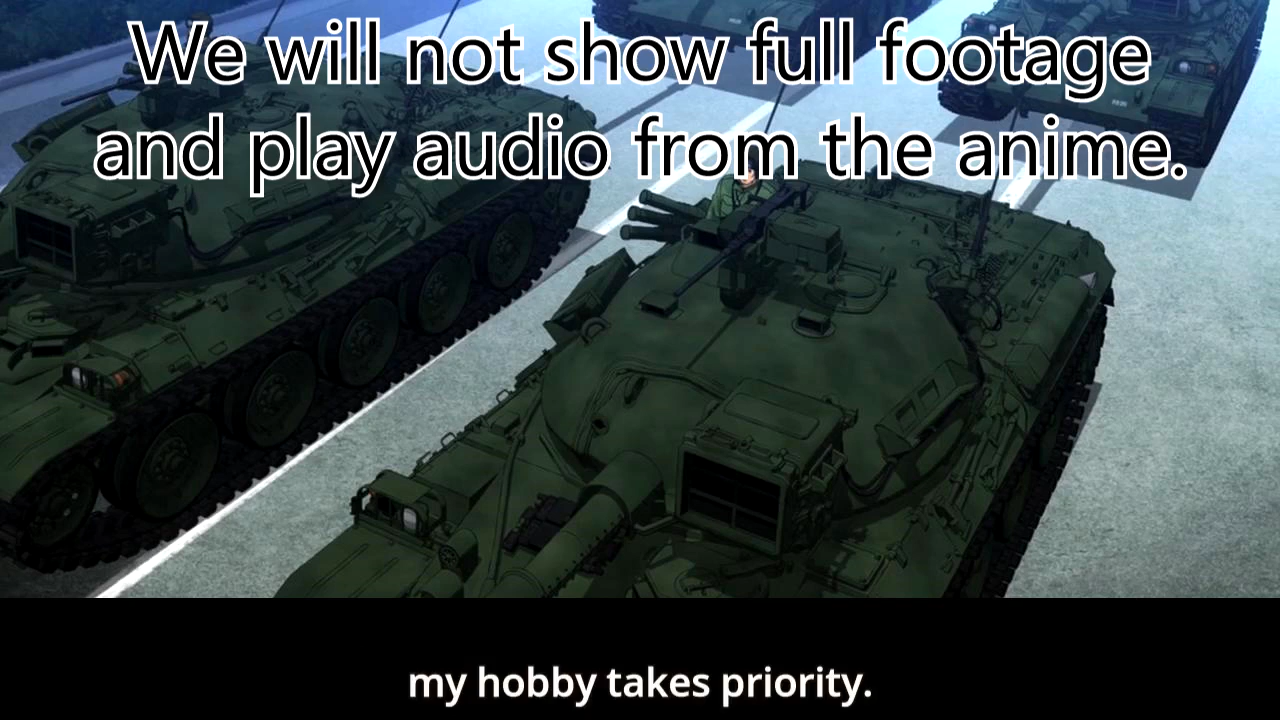 We will not show full footage
and play audio from the anime.
my hobby takes priority.